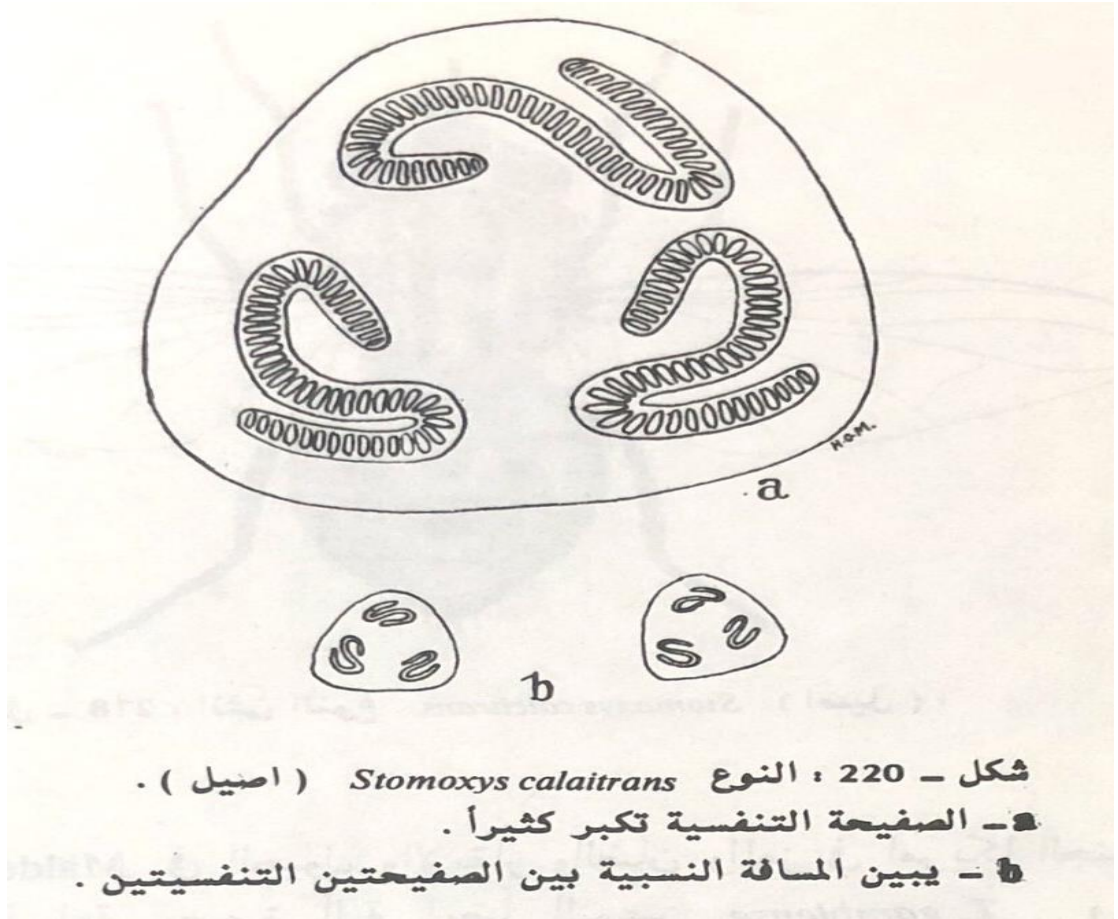 H.O.M.
a
b
شكل – 220 : النوع Stomoxys calaitrans ( اصيل ) .
a – الصفيحة التنفسية تكبر كثيراً .
b – يبين المسافة النسبية بين الصفيحتين التنفسيتين .